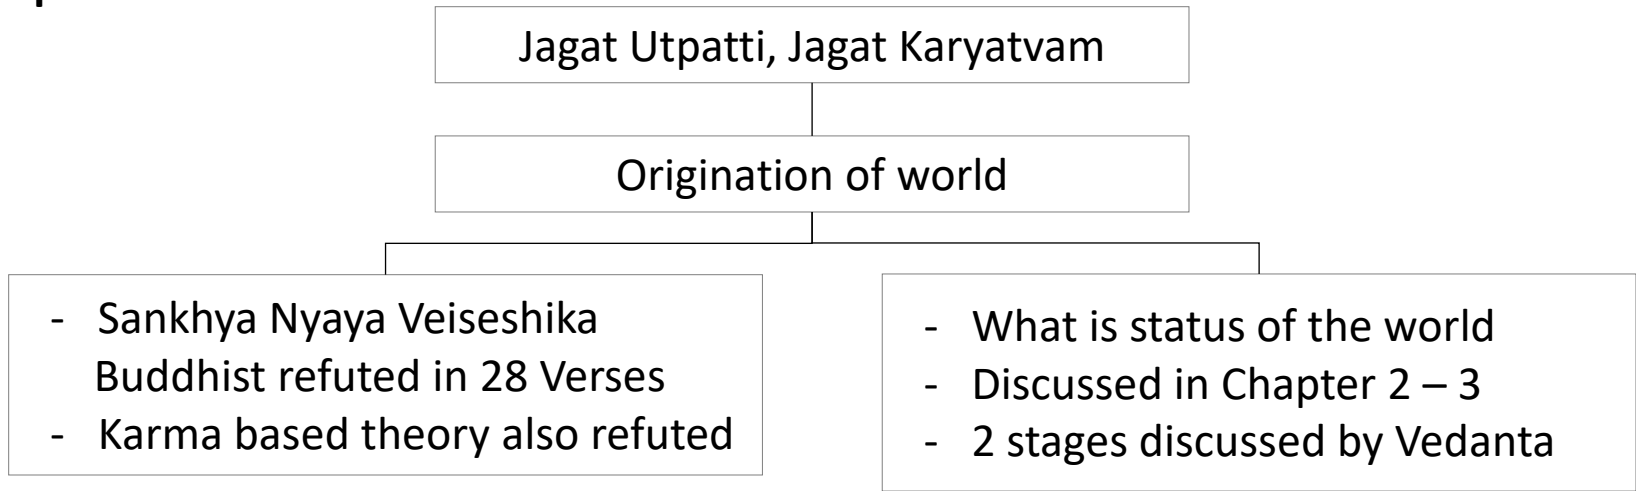 Jagat Utpatti, Jagat Karyatvam
Origination of world
- Sankhya Nyaya Veiseshika
Buddhist refuted in 28 Verses
- Karma based theory also refuted
- What is status of the world
- Discussed in Chapter 2 – 3
- 2 stages discussed by Vedanta